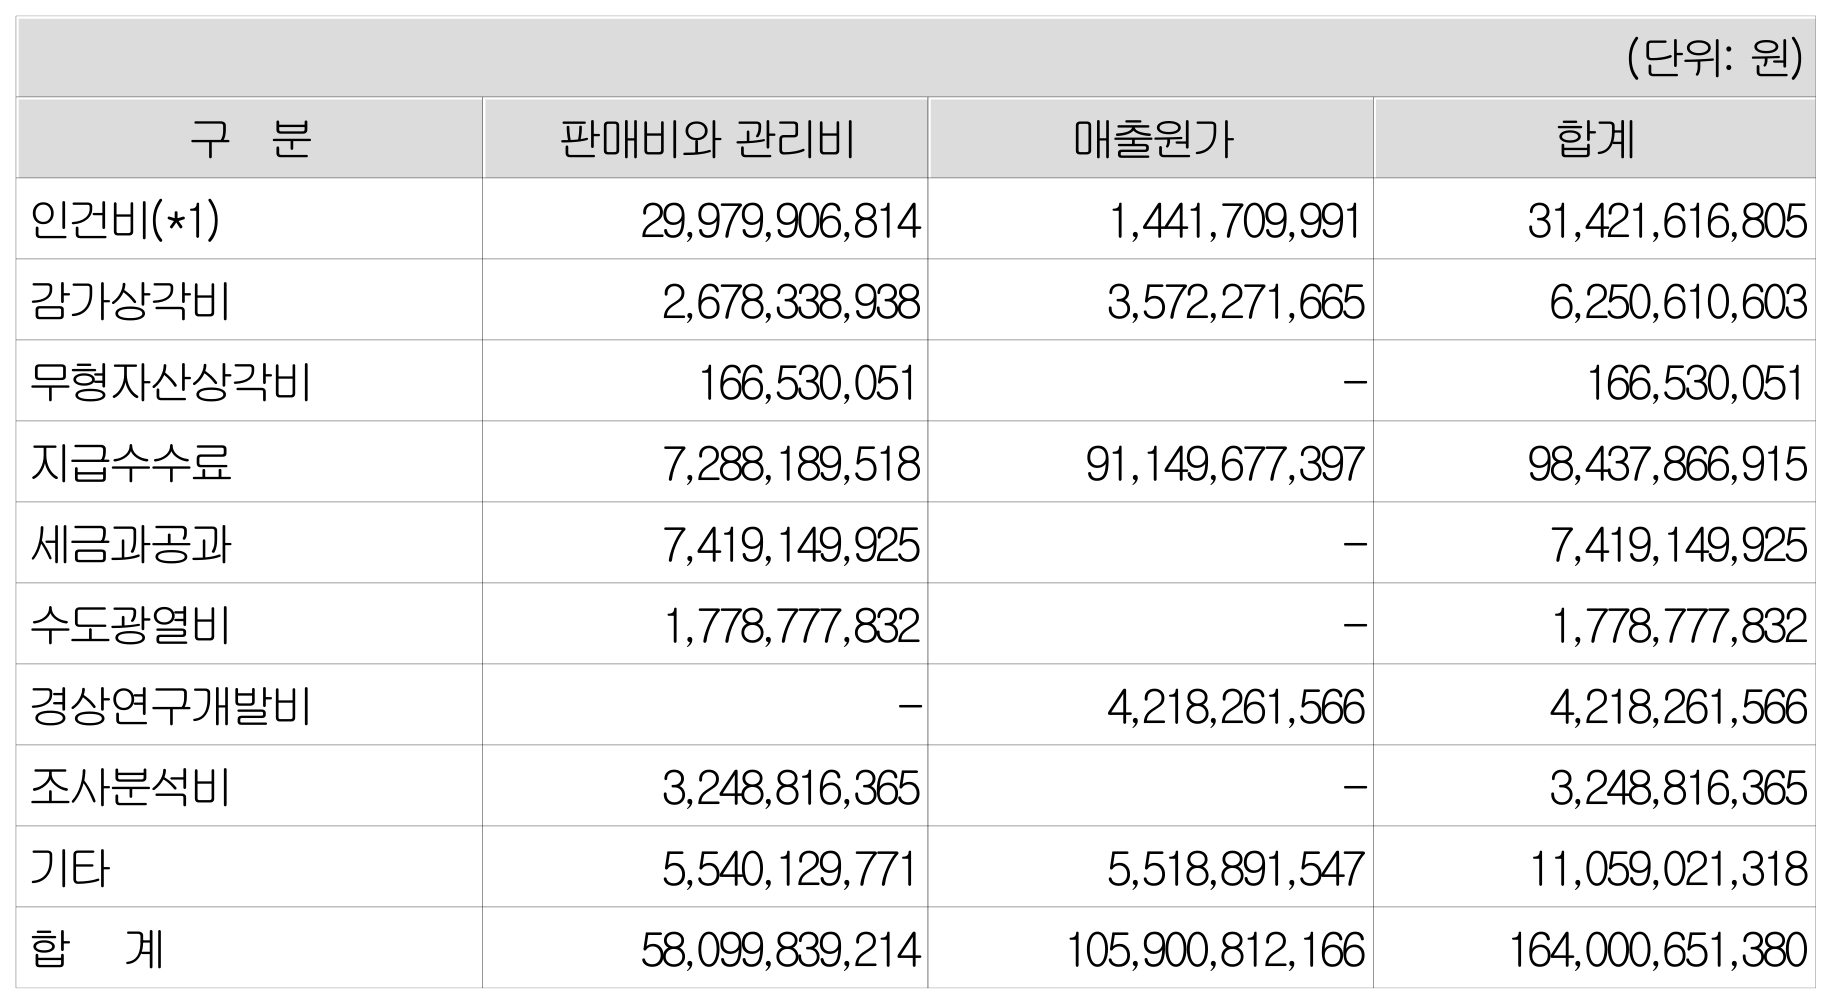 (단위: 원)
구 분 판매비와 관리비 매출원가 합계
인건비(*1) 29,979,906,814 1,441,709,991 31,421,616,805
감가상각비 2,678,338,938 3,572,271,665 6,250,610,603
무형자산상각비 166,530,051 - 166,530,051
지급수수료 7,288,189,518 91,149,677,397 98,437,866,915
세금과공과 7,419,149,925 - 7,419,149,925
수도광열비 1,778,777,832 - 1,778,777,832
경상연구개발비 - 4,218,261,566 4,218,261,566
조사분석비 3,248,816,365 - 3,248,816,365
기타 5,540,129,771 5,518,891,547 11,059,021,318
합 계 58,099,839,214 105,900,812,166 164,000,651,380